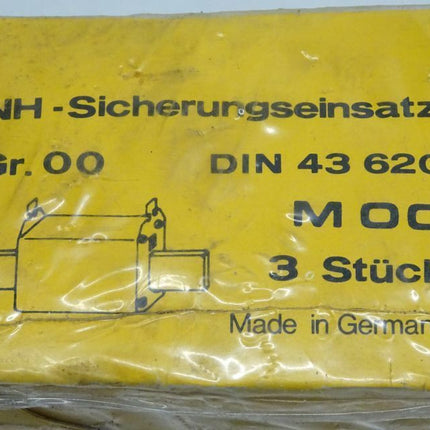 NH-Sicherungseinsatz
Gr. 00 DIN 43 620
M 00
3 Stück
Made in German